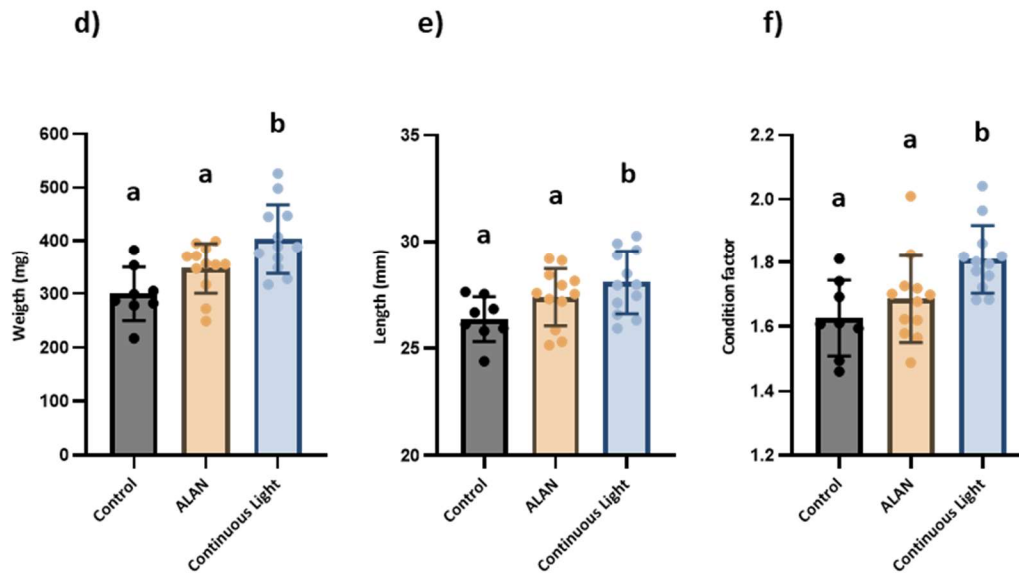 d)
e)
f)
Weigth (mg)
600
500
400
300
200
100
0
a
a
b
Control
ALAN
Continuous Light
Length (mm)
35
30
25
20
a
a
b
Control
ALAN
Continuous Light
Condition factor
2.2
2.0
1.8
1.6
1.4
1.2
a
a
b
Control
ALAN
Continuous Light